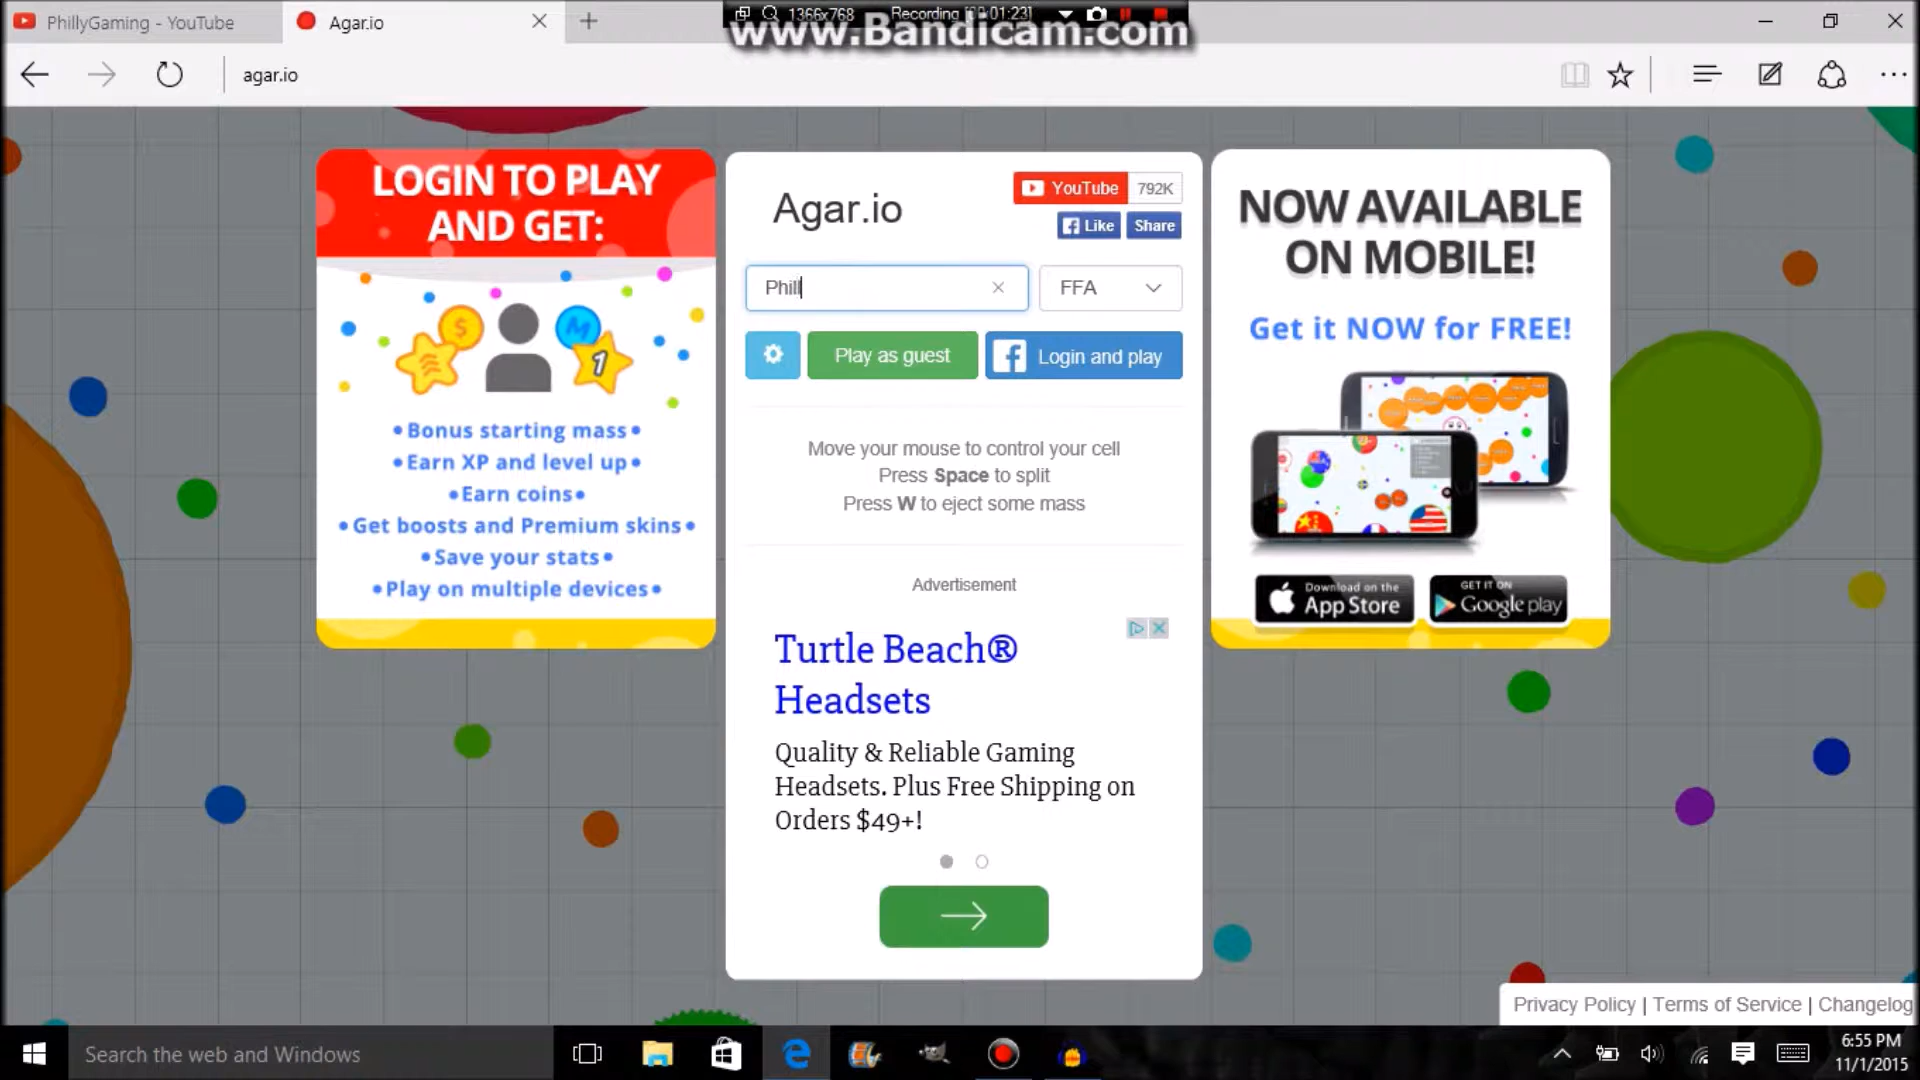 PhillyGaming - YouTube
Agar.io
1366x768
Recording [00:01:23]
www.Bandicam.com
agar.io
LOGIN TO PLAY
AND GET:
•Bonus starting mass•
•Earn XP and level up•
•Earn coins•
•Get boosts and Premium skins•
•Save your stats•
•Play on multiple devices•
Agar.io
YouTube 792K
Like Share
Phill
FFA
Play as guest
Login and play
Move your mouse to control your cell
Press Space to split
Press W to eject some mass
Advertisement
Turtle Beach®
Headsets
Quality & Reliable Gaming
Headsets. Plus Free Shipping on
Orders $49+!
NOW AVAILABLE
ON MOBILE!
Get it NOW for FREE!
Download on the
App Store
GET IT ON
Google play
Privacy Policy | Terms of Service | Changelog
Search the web and Windows
6:55 PM
11/1/2015